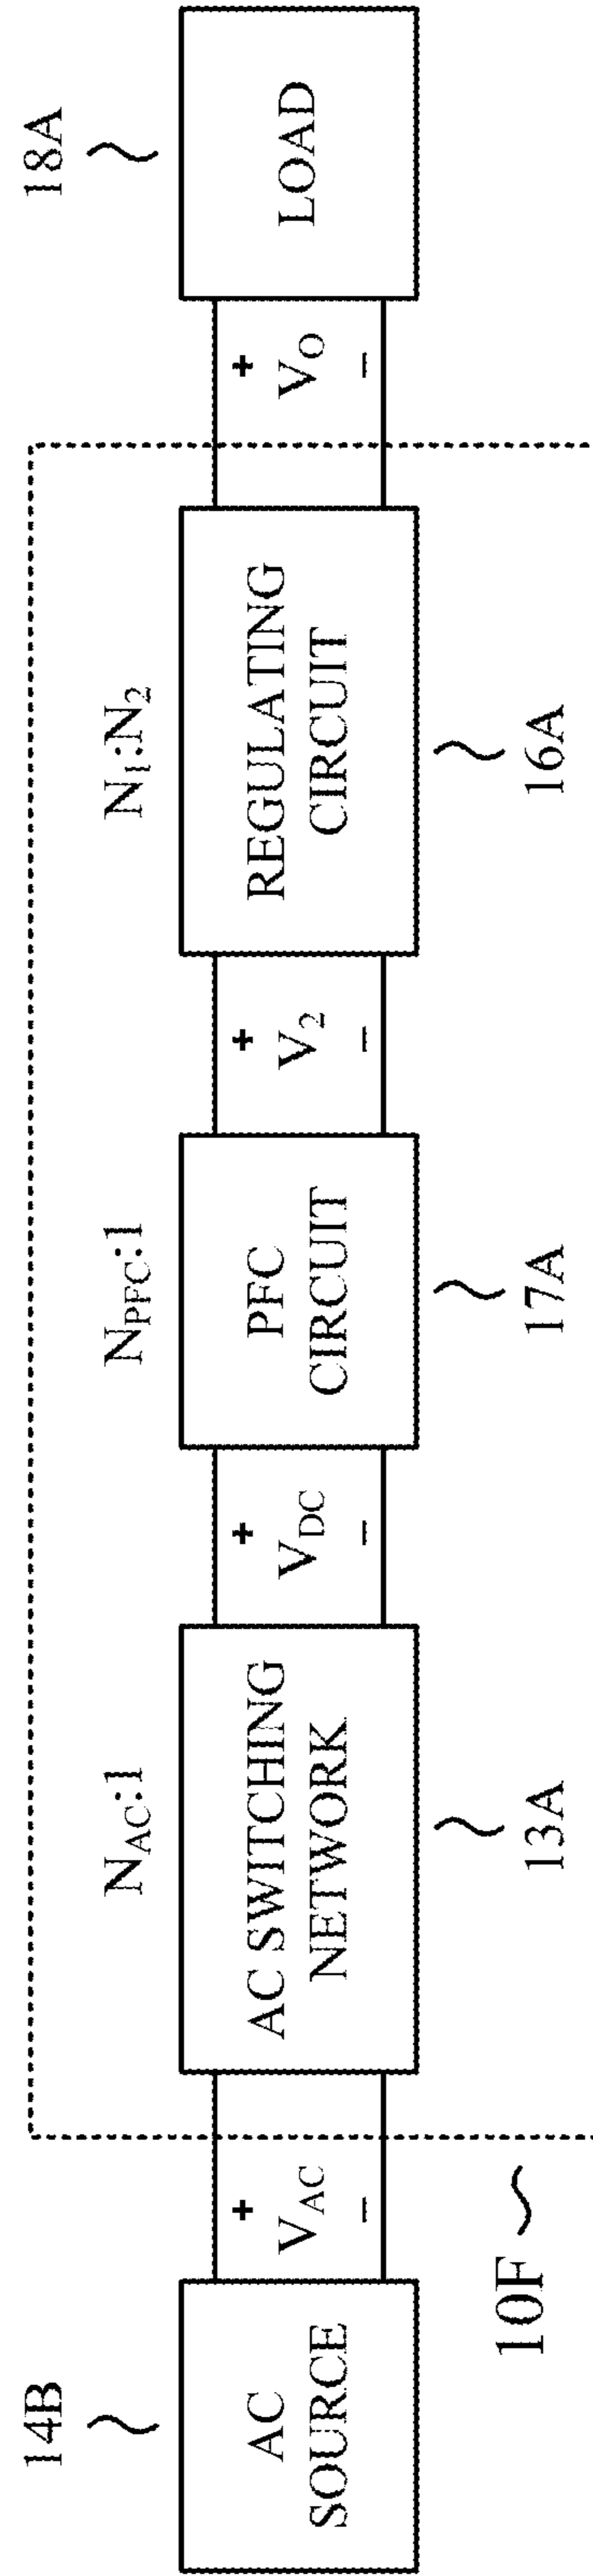 14B
18A
N_AC:1
N_PFC:1
N_1:N_2
AC
SOURCE
+
V_AC
−
AC SWITCHING
NETWORK
+
V_DC
−
PFC
CIRCUIT
+
V_2
−
REGULATING
CIRCUIT
+
V_O
−
LOAD
10F
13A
17A
16A